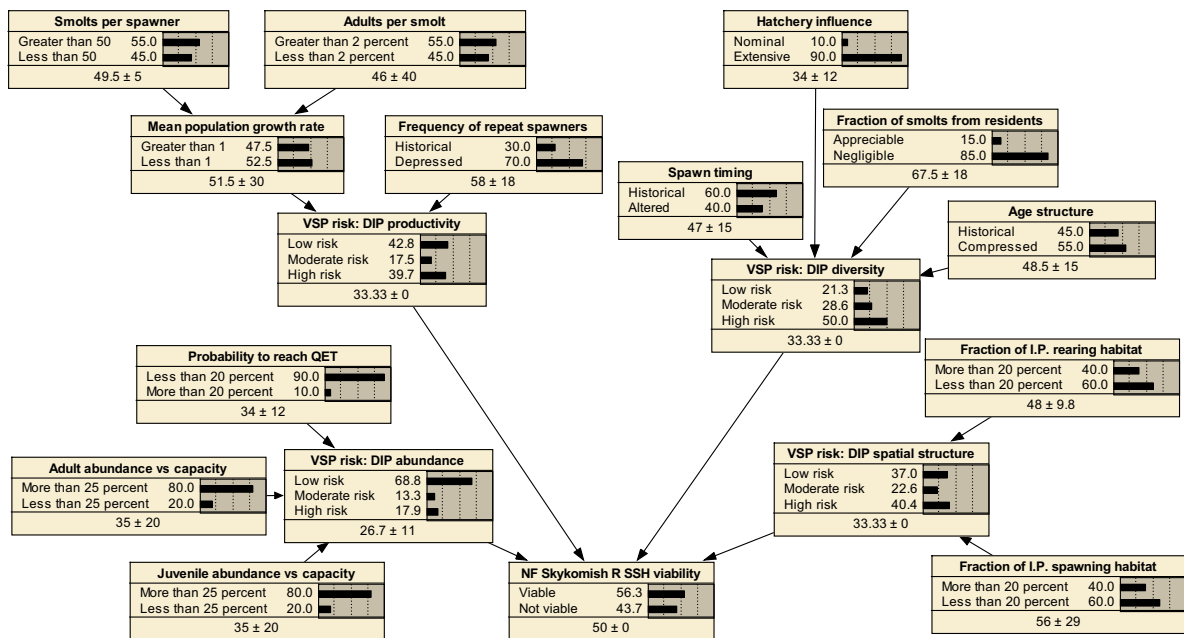 Smolts per spawner
Greater than 50 55.0
Less than 50 45.0
49.5 ± 5
Adults per smolt
Greater than 2 percent 55.0
Less than 2 percent 45.0
46 ± 40
Hatchery influence
Nominal 10.0
Extensive 90.0
34 ± 12
Mean population growth rate
Greater than 1 47.5
Less than 1 52.5
51.5 ± 30
Frequency of repeat spawners
Historical 30.0
Depressed 70.0
58 ± 18
Fraction of smolts from residents
Appreciable 15.0
Negligible 85.0
67.5 ± 18
Spawn timing
Historical 60.0
Altered 40.0
47 ± 15
Age structure
Historical 45.0
Compressed 55.0
48.5 ± 15
VSP risk: DIP productivity
Low risk 42.8
Moderate risk 17.5
High risk 39.7
33.33 ± 0
VSP risk: DIP diversity
Low risk 21.3
Moderate risk 28.6
High risk 50.0
33.33 ± 0
Probability to reach QET
Less than 20 percent 90.0
More than 20 percent 10.0
34 ± 12
Fraction of I.P. rearing habitat
More than 20 percent 40.0
Less than 20 percent 60.0
48 ± 9.8
Adult abundance vs capacity
More than 25 percent 80.0
Less than 25 percent 20.0
35 ± 20
VSP risk: DIP abundance
Low risk 68.8
Moderate risk 13.3
High risk 17.9
26.7 ± 11
VSP risk: DIP spatial structure
Low risk 37.0
Moderate risk 22.6
High risk 40.4
33.33 ± 0
Juvenile abundance vs capacity
More than 25 percent 80.0
Less than 25 percent 20.0
35 ± 20
NF Skykomish R SSH viability
Viable 56.3
Not viable 43.7
50 ± 0
Fraction of I.P. spawning habitat
More than 20 percent 40.0
Less than 20 percent 60.0
56 ± 29